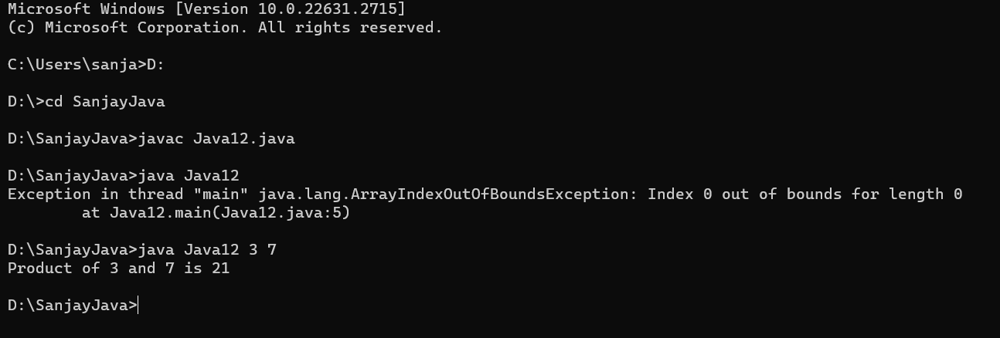 Microsoft Windows [Version 10.0.22631.2715]
(c) Microsoft Corporation. All rights reserved.
C:\Users\sanja>D:
D:\>cd SanjayJava
D:\SanjayJava>javac Java12.java
D:\SanjayJava>java Java12
Exception in thread "main" java.lang.ArrayIndexOutOfBoundsException: Index 0 out of bounds for length 0
        at Java12.main(Java12.java:5)
D:\SanjayJava>java Java12 3 7
Product of 3 and 7 is 21
D:\SanjayJava>